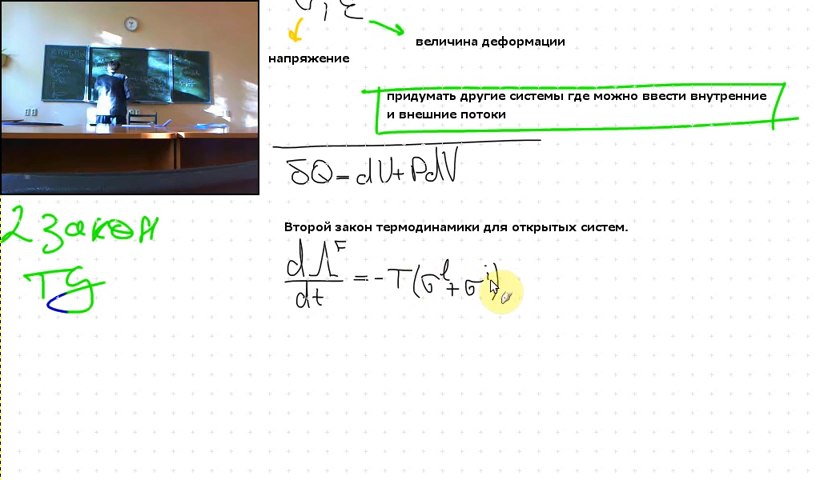 σ, ε
величина деформации
напряжение
придумать другие системы где можно ввести внутренние
и внешние потоки
δQ = dU + PdV
2 закон
ТД
Второй закон термодинамики для открытых систем.
dΛ^F/dt = -T(σ^e + σ^i)